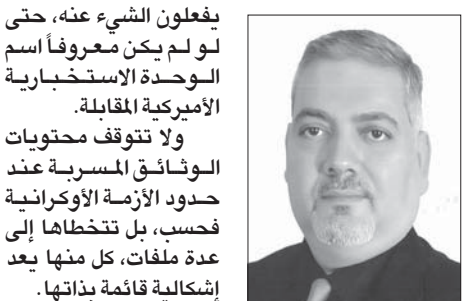 يفعلون الشيء عنه، حتى
لو لم يكن معروفاً اسم
الوحدة الاستخبارية
الأميركية المقابلة.
ولا تتوقف محتويات
الوثائق المسربة عند
حدود الأزمة الأوكرانية
فحسب، بل تتخطاها إلى
عدة ملفات، كل منها يعد
إشكالية قائمة بذاتها.